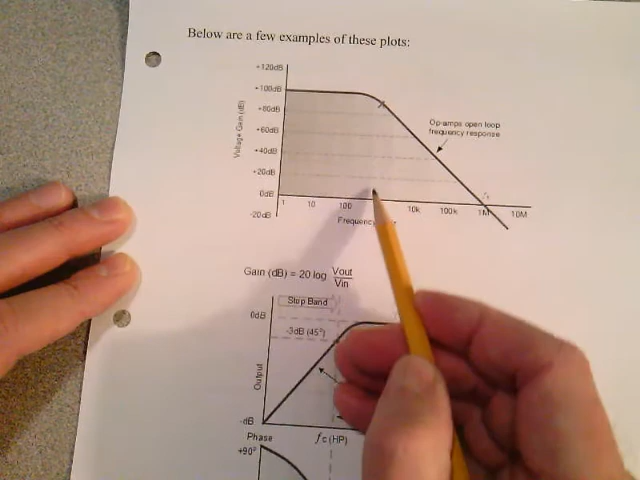 Below are a few examples of these plots:
+120dB
+100dB
+80dB
+60dB
+40dB
+20dB
0dB
-20dB
Voltage Gain (dB)
Op-amps open loop
frequency response
1 10 100 10k 100k 1M 10M
Frequency
Gain (dB) = 20 log Vout
Vin
Stop Band
0dB
-3dB (45°)
Output
-dB
Phase
fc (HP)
+90°